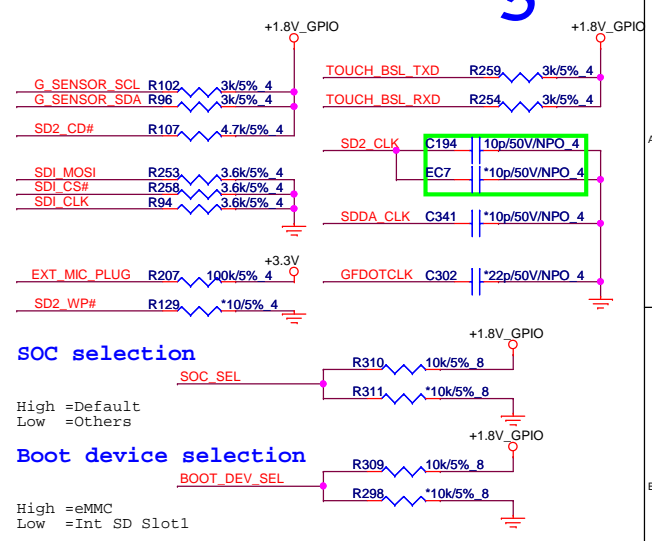 5
+1.8V_GPIO
+1.8V_GPIO
G_SENSOR_SCL R102 3k/5%_4
G_SENSOR_SDA R96 3k/5%_4
SD2_CD# R107 4.7k/5%_4
SDI_MOSI R253 3.6k/5%_4
SDI_CS# R258 3.6k/5%_4
SDI_CLK R94 3.6k/5%_4
+3.3V
EXT_MIC_PLUG R207 100k/5%_4
SD2_WP# R129 *10/5%_4
TOUCH_BSL_TXD R259 3k/5%_4
TOUCH_BSL_RXD R254 3k/5%_4
SD2_CLK C194 10p/50V/NPO_4
EC7 *10p/50V/NPO_4
SDDA_CLK C341 *10p/50V/NPO_4
GFDOTCLK C302 *22p/50V/NPO_4
SOC selection
+1.8V_GPIO
R310 10k/5%_8
SOC_SEL
R311 *10k/5%_8
High =Default
Low =Others
Boot device selection
+1.8V_GPIO
R309 10k/5%_8
BOOT_DEV_SEL
R298 *10k/5%_8
High =eMMC
Low =Int SD Slot1